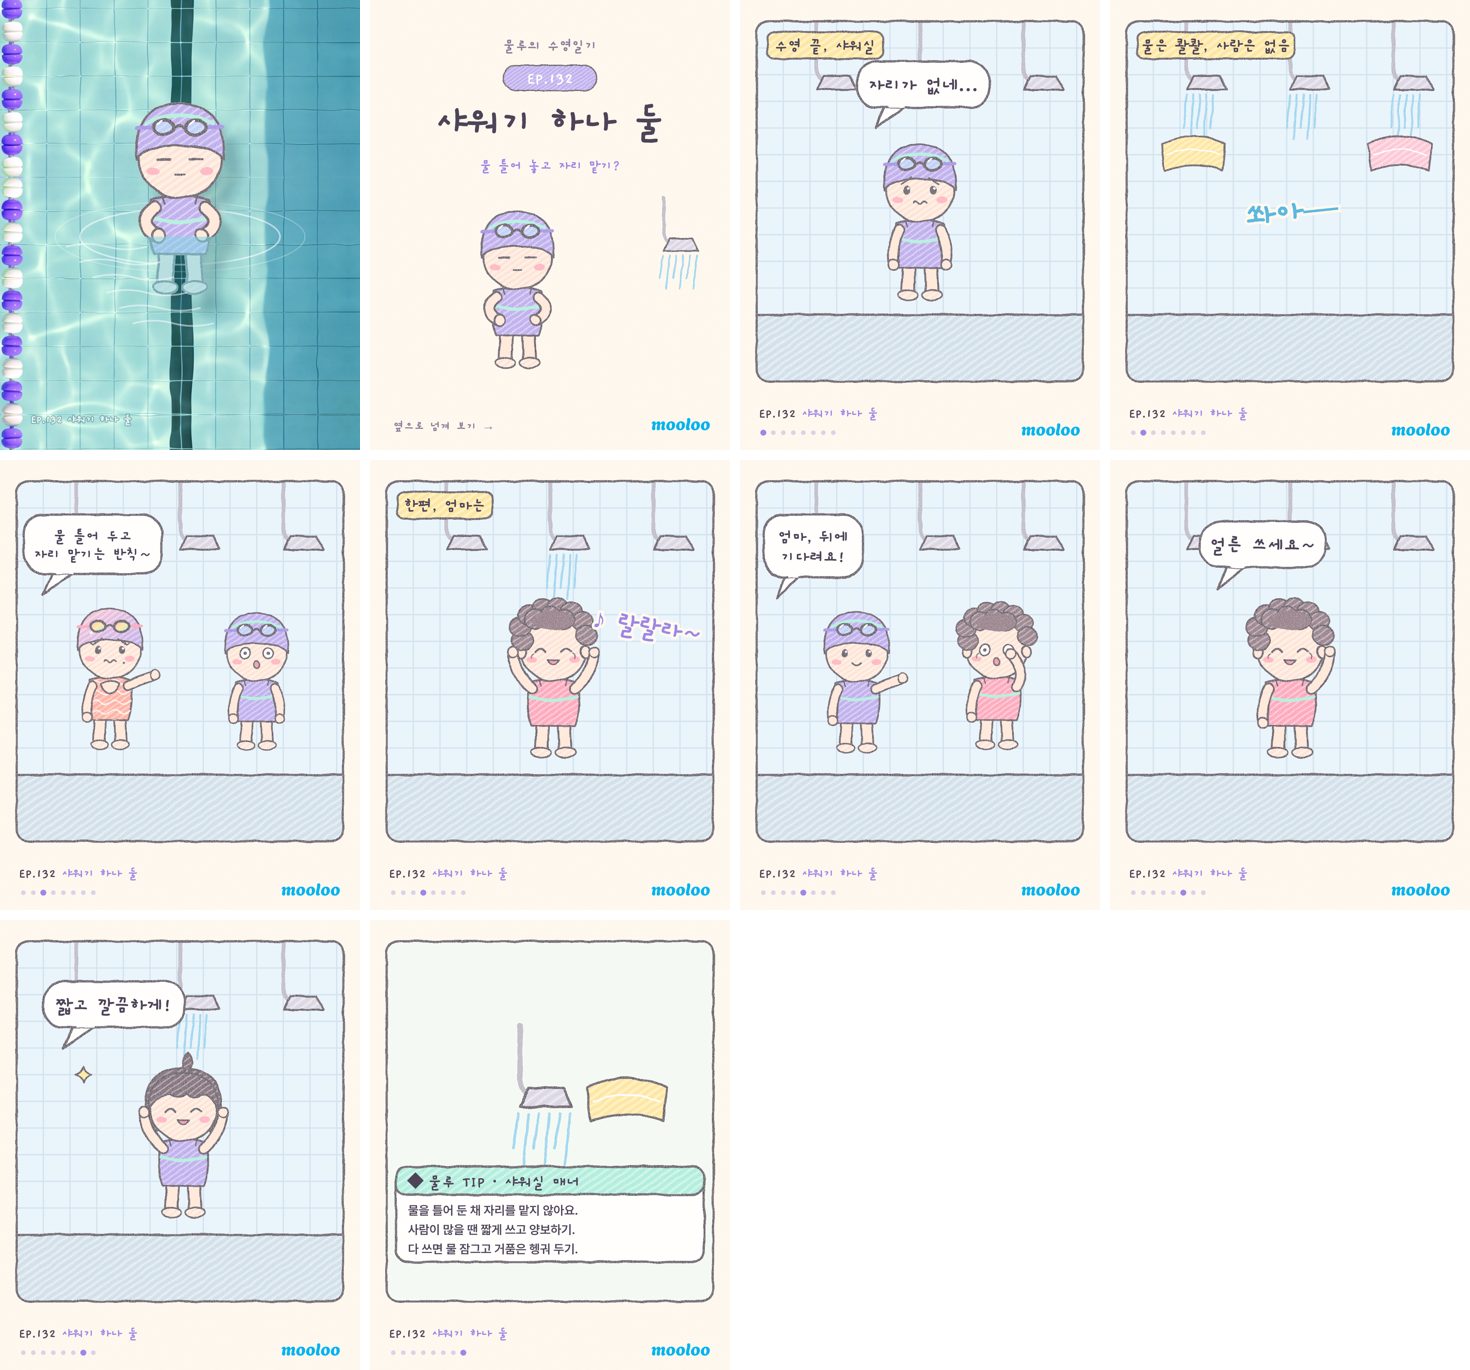 EP.132 샤워기 하나 둘
물루의 수영일기
EP.132
샤워기 하나 둘
물 틀어 놓고 자리 맡기?
옆으로 넘겨 보기 →
mooloo
수영 끝, 샤워실
자리가 없네...
EP.132 샤워기 하나 둘
mooloo
물은 콸콸, 사람은 없음
쏴아—
EP.132 샤워기 하나 둘
mooloo
물 틀어 두고
자리 맡기는 반칙~
EP.132 샤워기 하나 둘
mooloo
한편, 엄마는
♪ 랄랄라~
EP.132 샤워기 하나 둘
mooloo
엄마, 뒤에
기다려요!
EP.132 샤워기 하나 둘
mooloo
얼른 쓰세요~
EP.132 샤워기 하나 둘
mooloo
짧고 깔끔하게!
EP.132 샤워기 하나 둘
mooloo
◆ 물루 TIP · 샤워실 매너
물을 틀어 둔 채 자리를 맡지 않아요.
사람이 많을 땐 짧게 쓰고 양보하기.
다 쓰면 물 잠그고 거품은 헹궈 두기.
EP.132 샤워기 하나 둘
mooloo